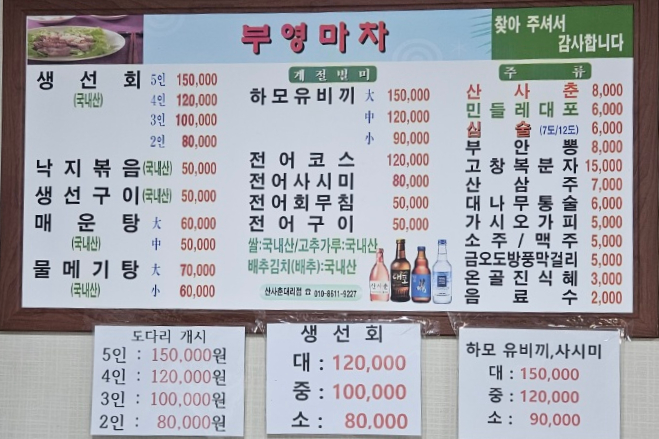 부영마차
찾아 주셔서
감사합니다
생선회 5인 150,000
(국내산) 4인 120,000
3인 100,000
2인 80,000
낙지볶음(국내산) 50,000
생선구이(국내산) 50,000
매운탕 大 60,000
(국내산) 中 50,000
물메기탕 大 70,000
(국내산) 小 60,000
계절별미
하모유비끼 大 150,000
中 120,000
小 90,000
전어코스 120,000
전어사시미 80,000
전어회무침 50,000
전어구이 50,000
쌀:국내산/고추가루:국내산
배추김치(배추):국내산
산사춘대리점 ☎ 010-8611-9227
주류
산사춘 8,000
민들레대포 6,000
심술 (7도/12도) 6,000
부안뽕 8,000
고창복분자 15,000
산삼주 7,000
대나무통술 6,000
가시오가피 5,000
소주/맥주 5,000
금오도방풍막걸리 5,000
온골진식혜 3,000
음료수 2,000
도다리 개시
5인 : 150,000원
4인 : 120,000원
3인 : 100,000원
2인 : 80,000원
생선회
대 : 120,000
중 : 100,000
소 : 80,000
하모 유비끼,사시미
대 : 150,000
중 : 120,000
소 : 90,000